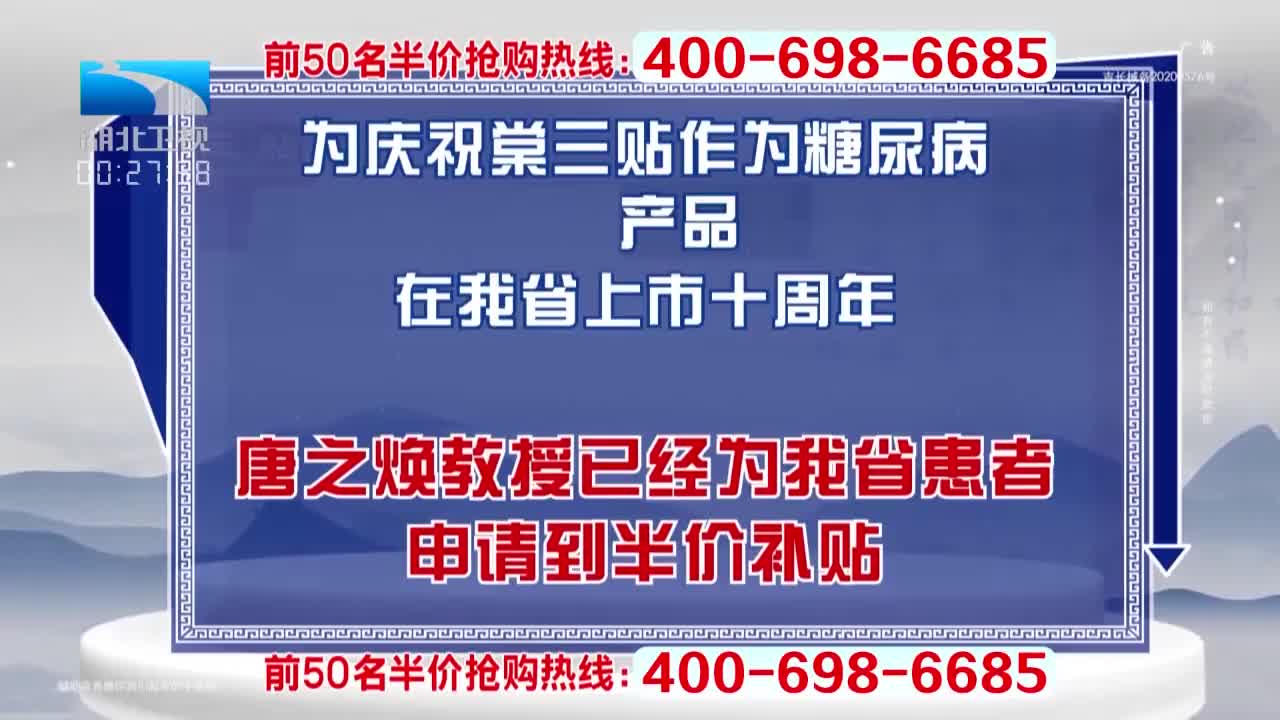 前50名半价抢购热线：400-698-6685
广告
湖北卫视
为庆祝棠三贴作为糖尿病
产品
在我省上市十周年
唐之焕教授已经为我省患者
申请到半价补贴
前50名半价抢购热线：400-698-6685